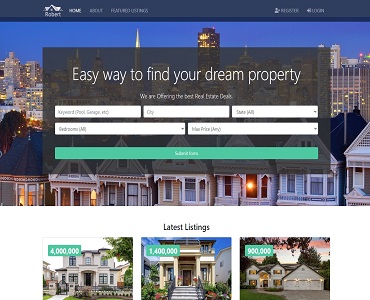 Robert
HOME
ABOUT
FEATURED LISTINGS
REGISTER
LOGIN
Easy way to find your dream property
We are Offering the best Real Estate Deals
Keyword (Pool, Garage, etc)
City
State (All)
Bedrooms (All)
Max Price (Any)
Submit form
Latest Listings
4,000,000
1,400,000
900,000